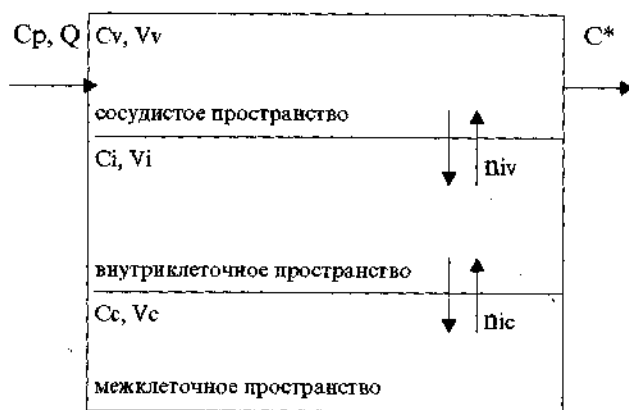 Cp, Q
Cv, Vv
C*
сосудистое пространство
Ci, Vi
niv
внутриклеточное пространство
Cc, Vc
nic
межклеточное пространство